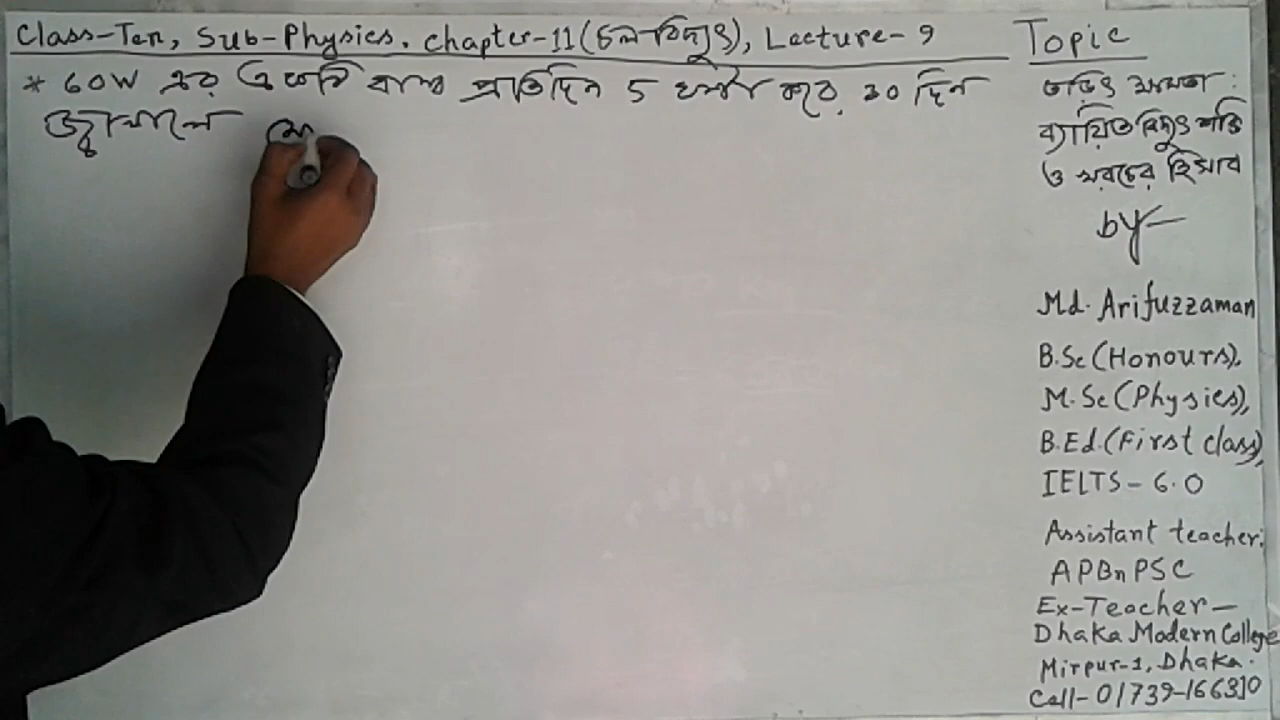 Class-Ten, Sub-Physics. Chapter-11(চল বিদ্যুৎ), Lecture-9
* 60W এর একটি বাল্ব প্রতিদিন 5 ঘন্টা করে 30 দিন
জ্বালালে
Topic
তড়িৎ ক্ষমতা:
ব্যায়িত বিদ্যুৎ শক্তি
ও খরচের হিসাব
by-
Md. Arifuzzaman
B.Sc(Honours),
M.Sc(Physics),
B.Ed.(First class),
IELTS-6.0
Assistant teacher:
APBnPSC
Ex-Teacher-
Dhaka Modern College
Mirpur-1, Dhaka.
Call-01739-166310